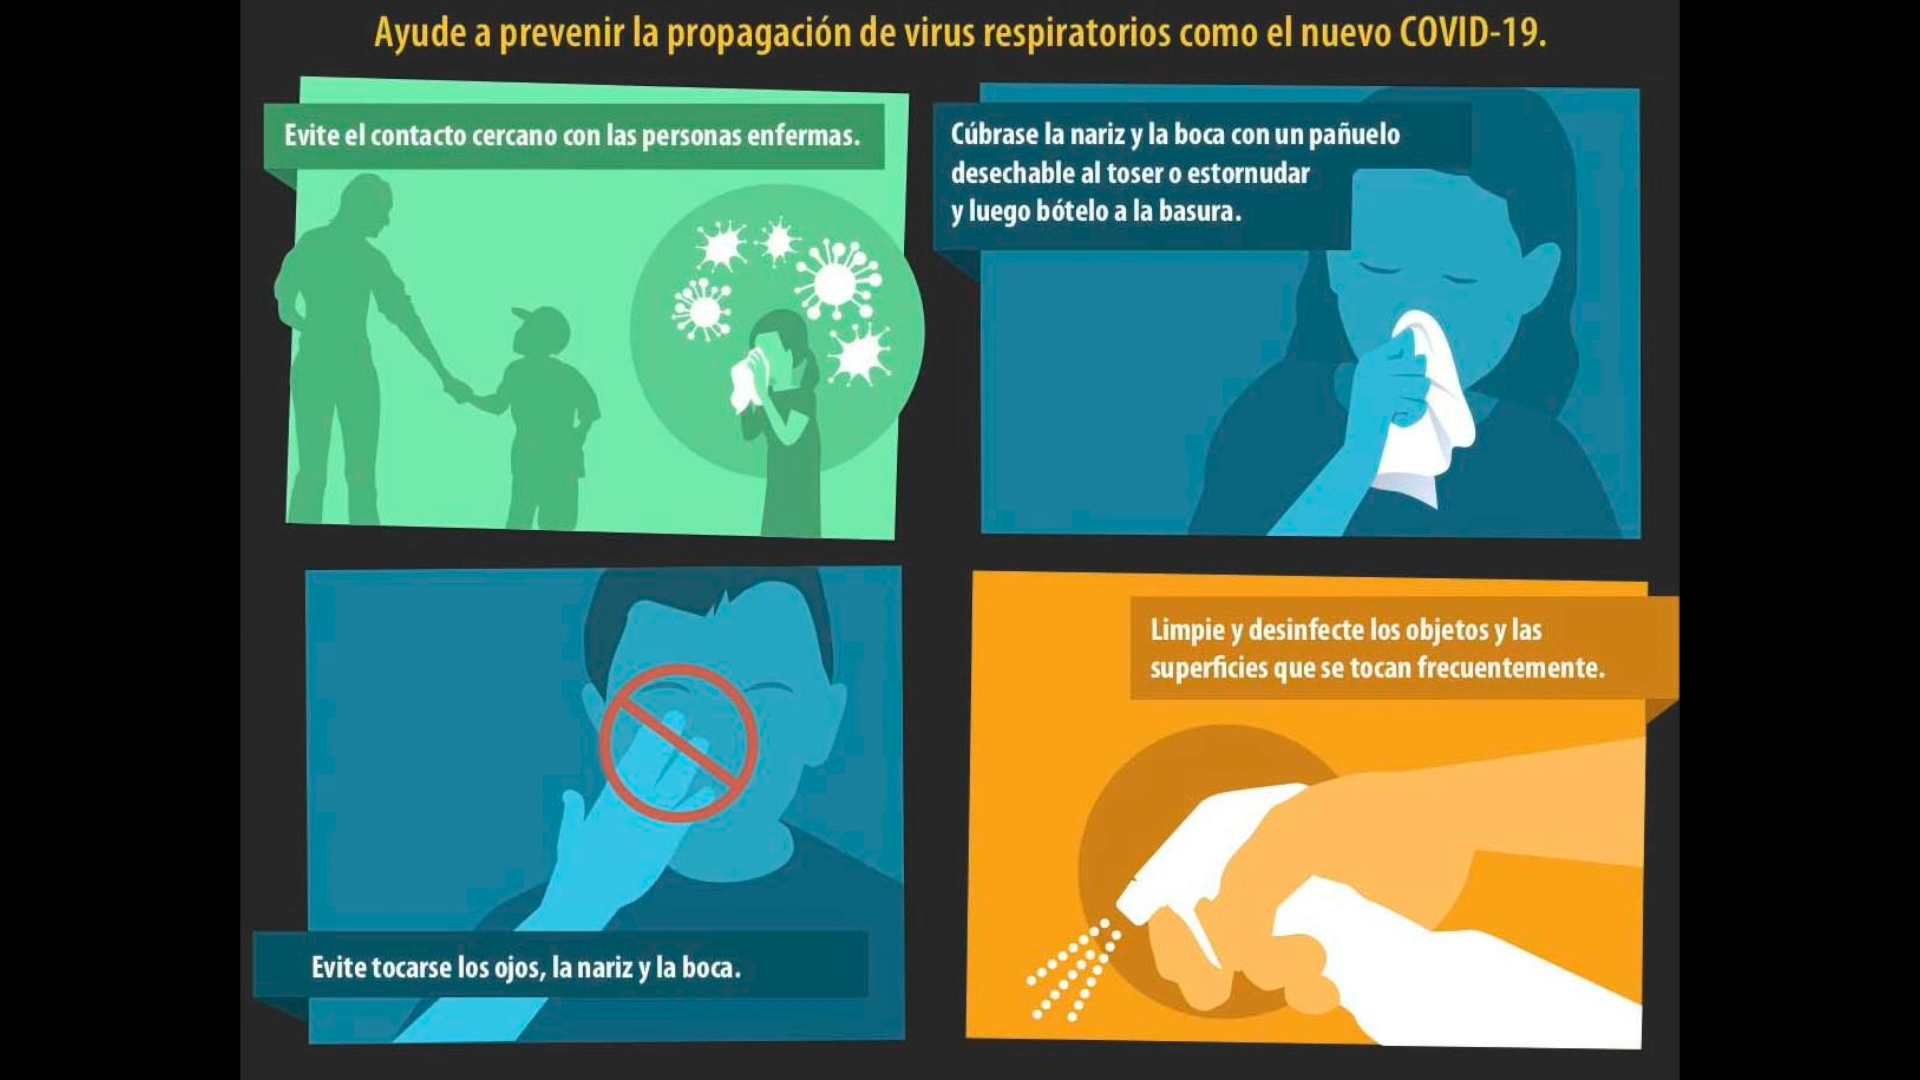 Ayude a prevenir la propagación de virus respiratorios como el nuevo COVID-19.
Evite el contacto cercano con las personas enfermas.
Cúbrase la nariz y la boca con un pañuelo
desechable al toser o estornudar
y luego bótelo a la basura.
Evite tocarse los ojos, la nariz y la boca.
Limpie y desinfecte los objetos y las
superficies que se tocan frecuentemente.